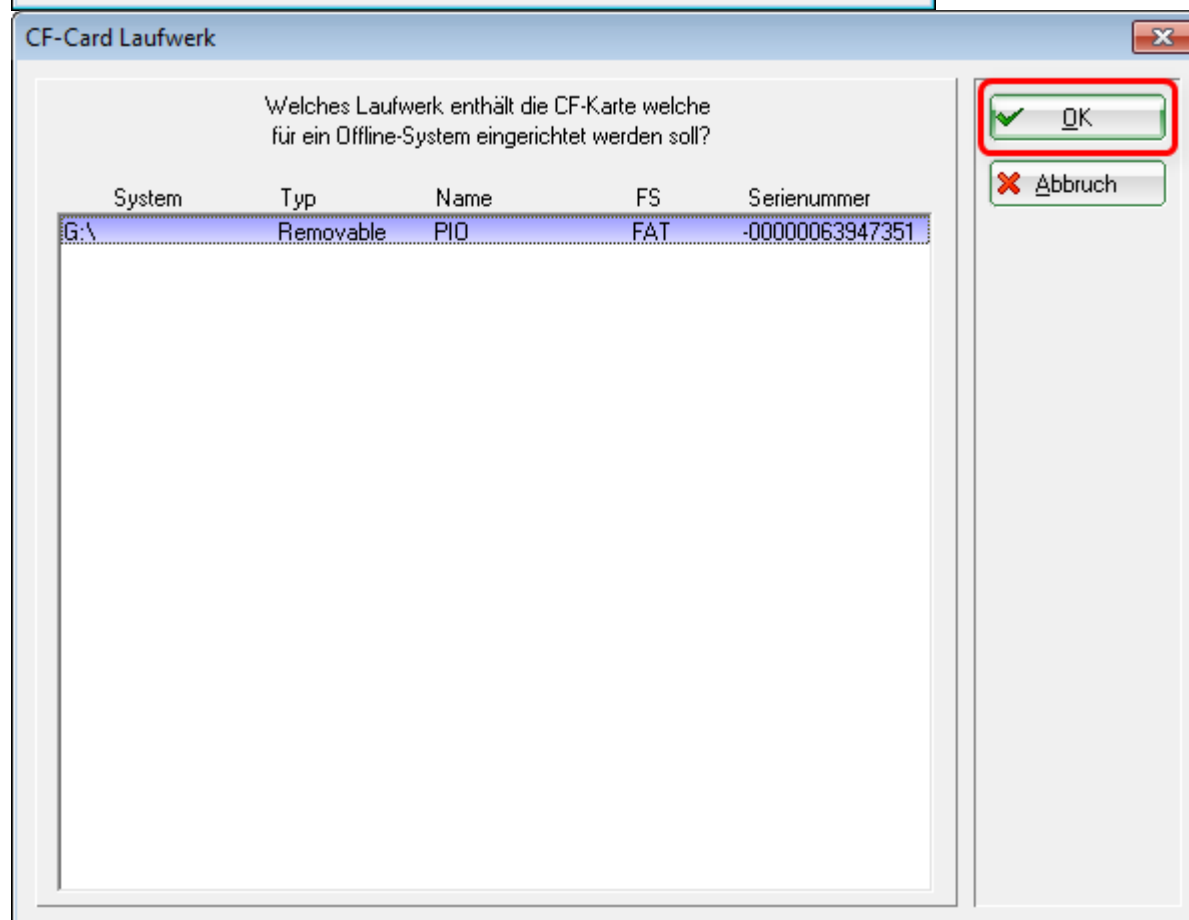 CF-Card Laufwerk
Welches Laufwerk enthält die CF-Karte welche
für ein Offline-System eingerichtet werden soll?
OK
Abbruch
System Typ Name FS Serienummer
G:\ Removable PIO FAT -00000063947351